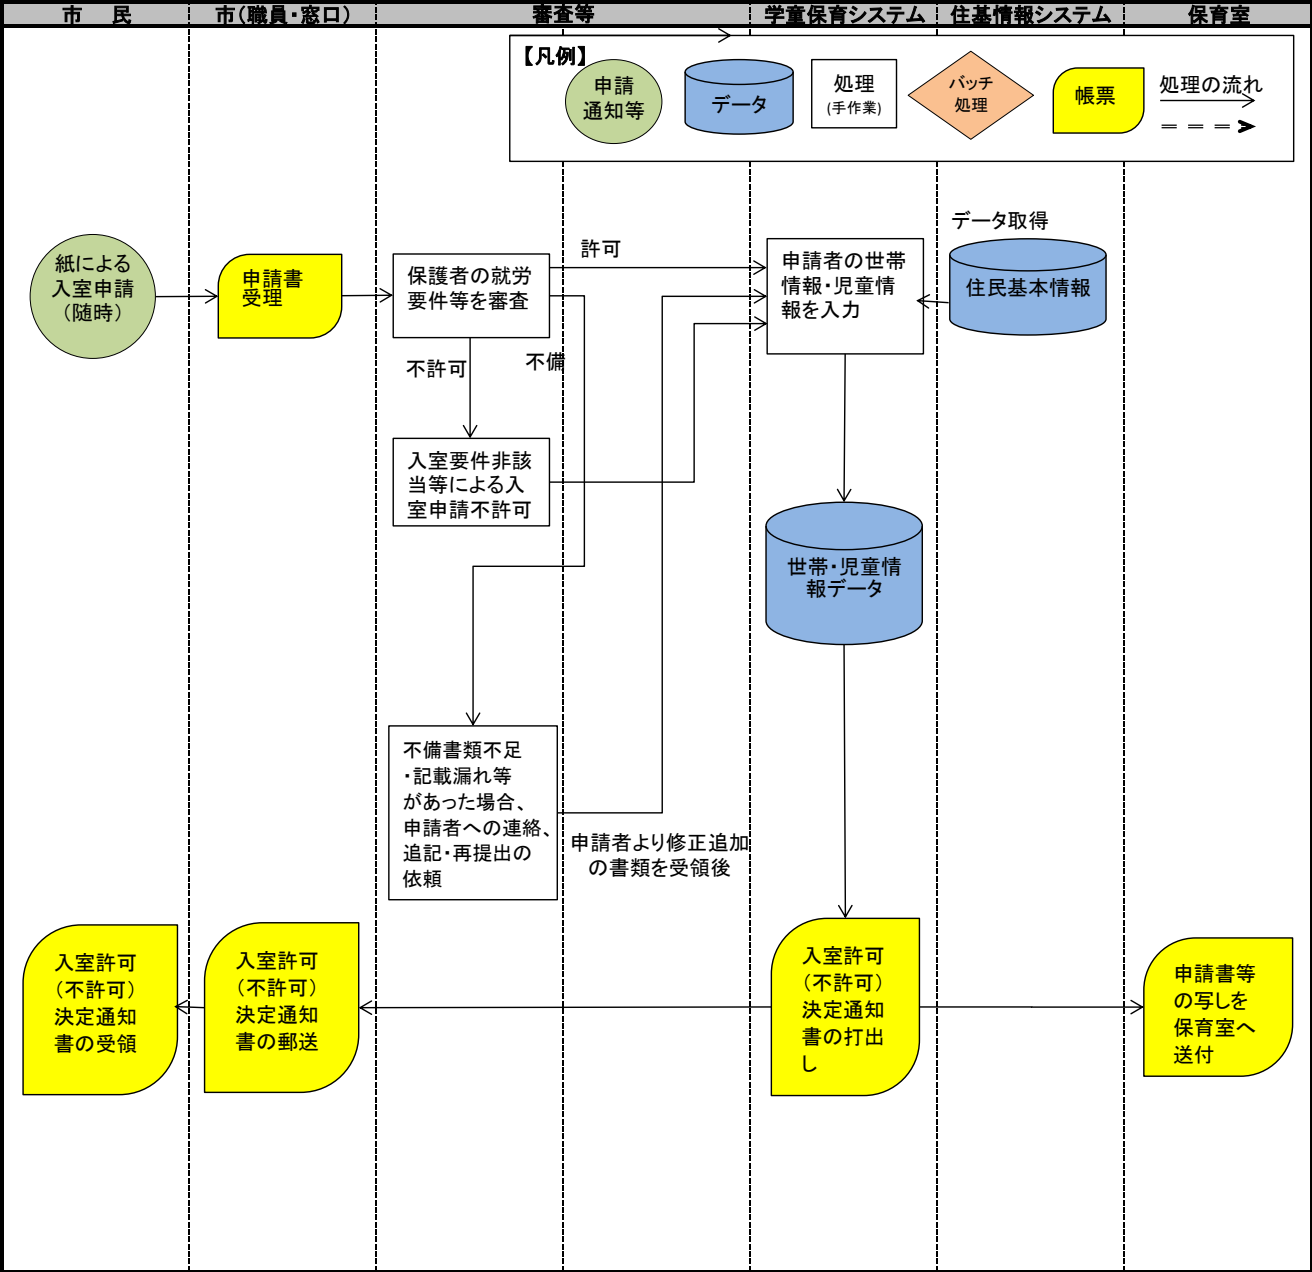 市　民
市（職員・窓口）
審査等
学童保育システム
住基情報システム
保育室
【凡例】
申請
通知等
データ
処理
(手作業)
バッチ
処理
帳票
処理の流れ
紙による
入室申請
（随時）
申請書
受理
保護者の就労
要件等を審査
許可
不許可
不備
申請者の世帯
情報・児童情
報を入力
データ取得
住民基本情報
入室要件非該
当等による入
室申請不許可
世帯・児童情
報データ
不備書類不足
・記載漏れ等
があった場合、
申請者への連絡、
追記・再提出の
依頼
申請者より修正追加
の書類を受領後
入室許可
（不許可）
決定通知
書の受領
入室許可
（不許可）
決定通知
書の郵送
入室許可
（不許可）
決定通知
書の打出
し
申請書等
の写しを
保育室へ
送付